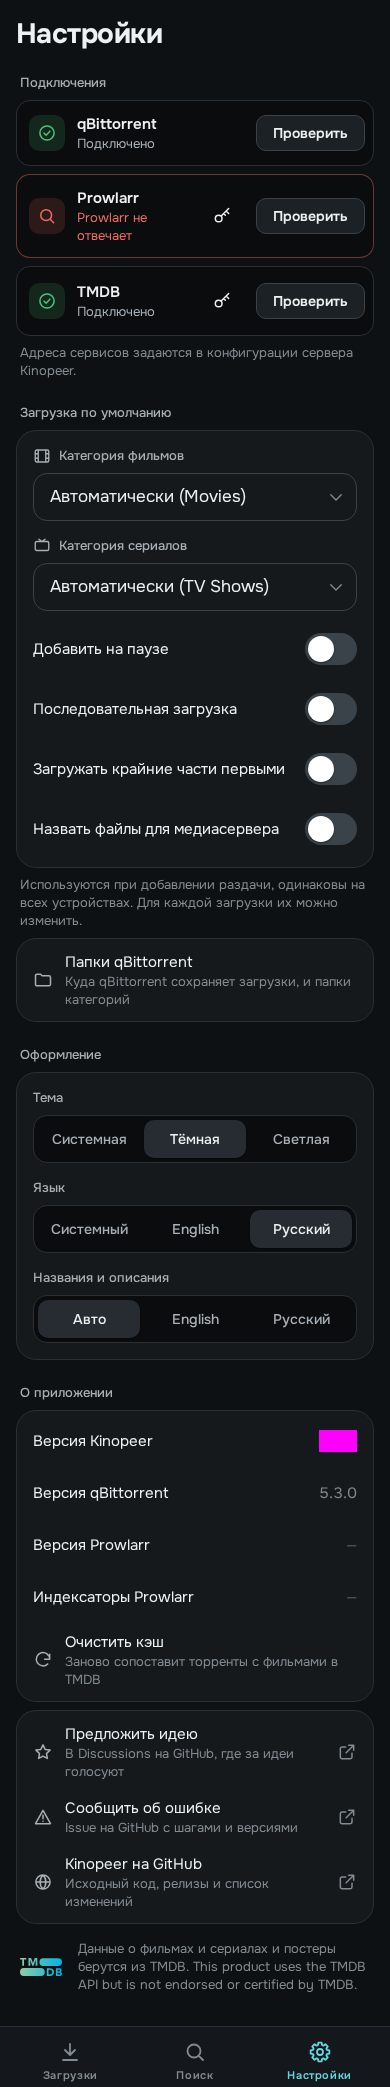 Настройки
Подключения
qBittorrent
Подключено
Проверить
Prowlarr
Prowlarr не
отвечает
Проверить
TMDB
Подключено
Проверить
Адреса сервисов задаются в конфигурации сервера
Kinopeer.
Загрузка по умолчанию
Категория фильмов
Автоматически (Movies)
Категория сериалов
Автоматически (TV Shows)
Добавить на паузе
Последовательная загрузка
Загружать крайние части первыми
Назвать файлы для медиасервера
Используются при добавлении раздачи, одинаковы на
всех устройствах. Для каждой загрузки их можно
изменить.
Папки qBittorrent
Куда qBittorrent сохраняет загрузки, и папки
категорий
Оформление
Тема
Системная Тёмная Светлая
Язык
Системный English Русский
Названия и описания
Авто English Русский
О приложении
Версия Kinopeer
Версия qBittorrent 5.3.0
Версия Prowlarr –
Индексаторы Prowlarr –
Очистить кэш
Заново сопоставит торренты с фильмами в
TMDB
Предложить идею
В Discussions на GitHub, где за идеи
голосуют
Сообщить об ошибке
Issue на GitHub с шагами и версиями
Kinopeer на GitHub
Исходный код, релизы и список
изменений
TM
DB
Данные о фильмах и сериалах и постеры
берутся из TMDB. This product uses the TMDB
API but is not endorsed or certified by TMDB.
Загрузки Поиск Настройки